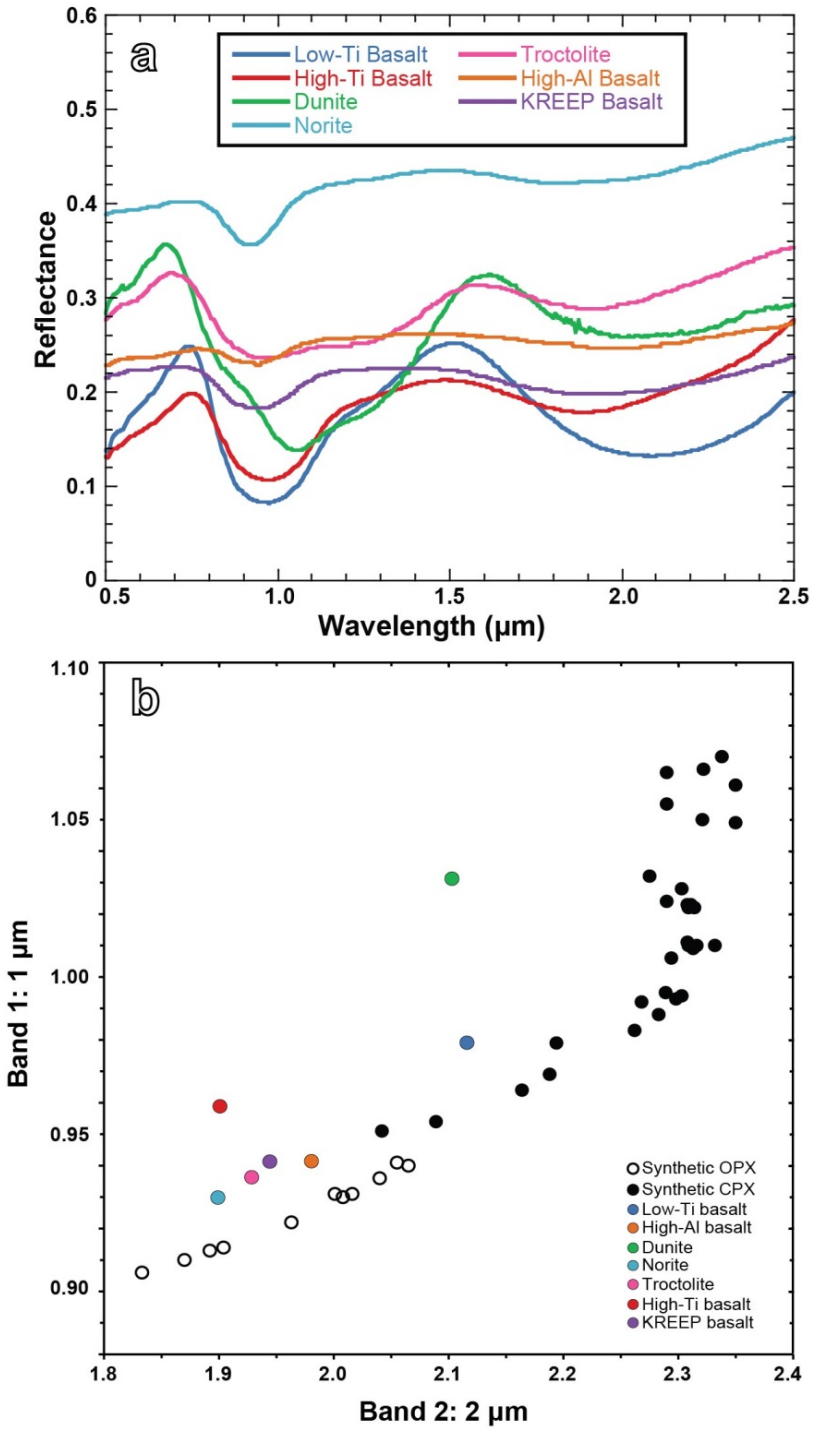 a
0.6
0.5
0.4
0.3
0.2
0.1
0
Reflectance
Low-Ti Basalt
High-Ti Basalt
Dunite
Norite
Troctolite
High-Al Basalt
KREEP Basalt
0.5 1.0 1.5 2.0 2.5
Wavelength (µm)
b
1.10
1.05
1.00
0.95
0.90
Band 1: 1 µm
Synthetic OPX
Synthetic CPX
Low-Ti basalt
High-Al basalt
Dunite
Norite
Troctolite
High-Ti basalt
KREEP basalt
1.8 1.9 2.0 2.1 2.2 2.3 2.4
Band 2: 2 µm